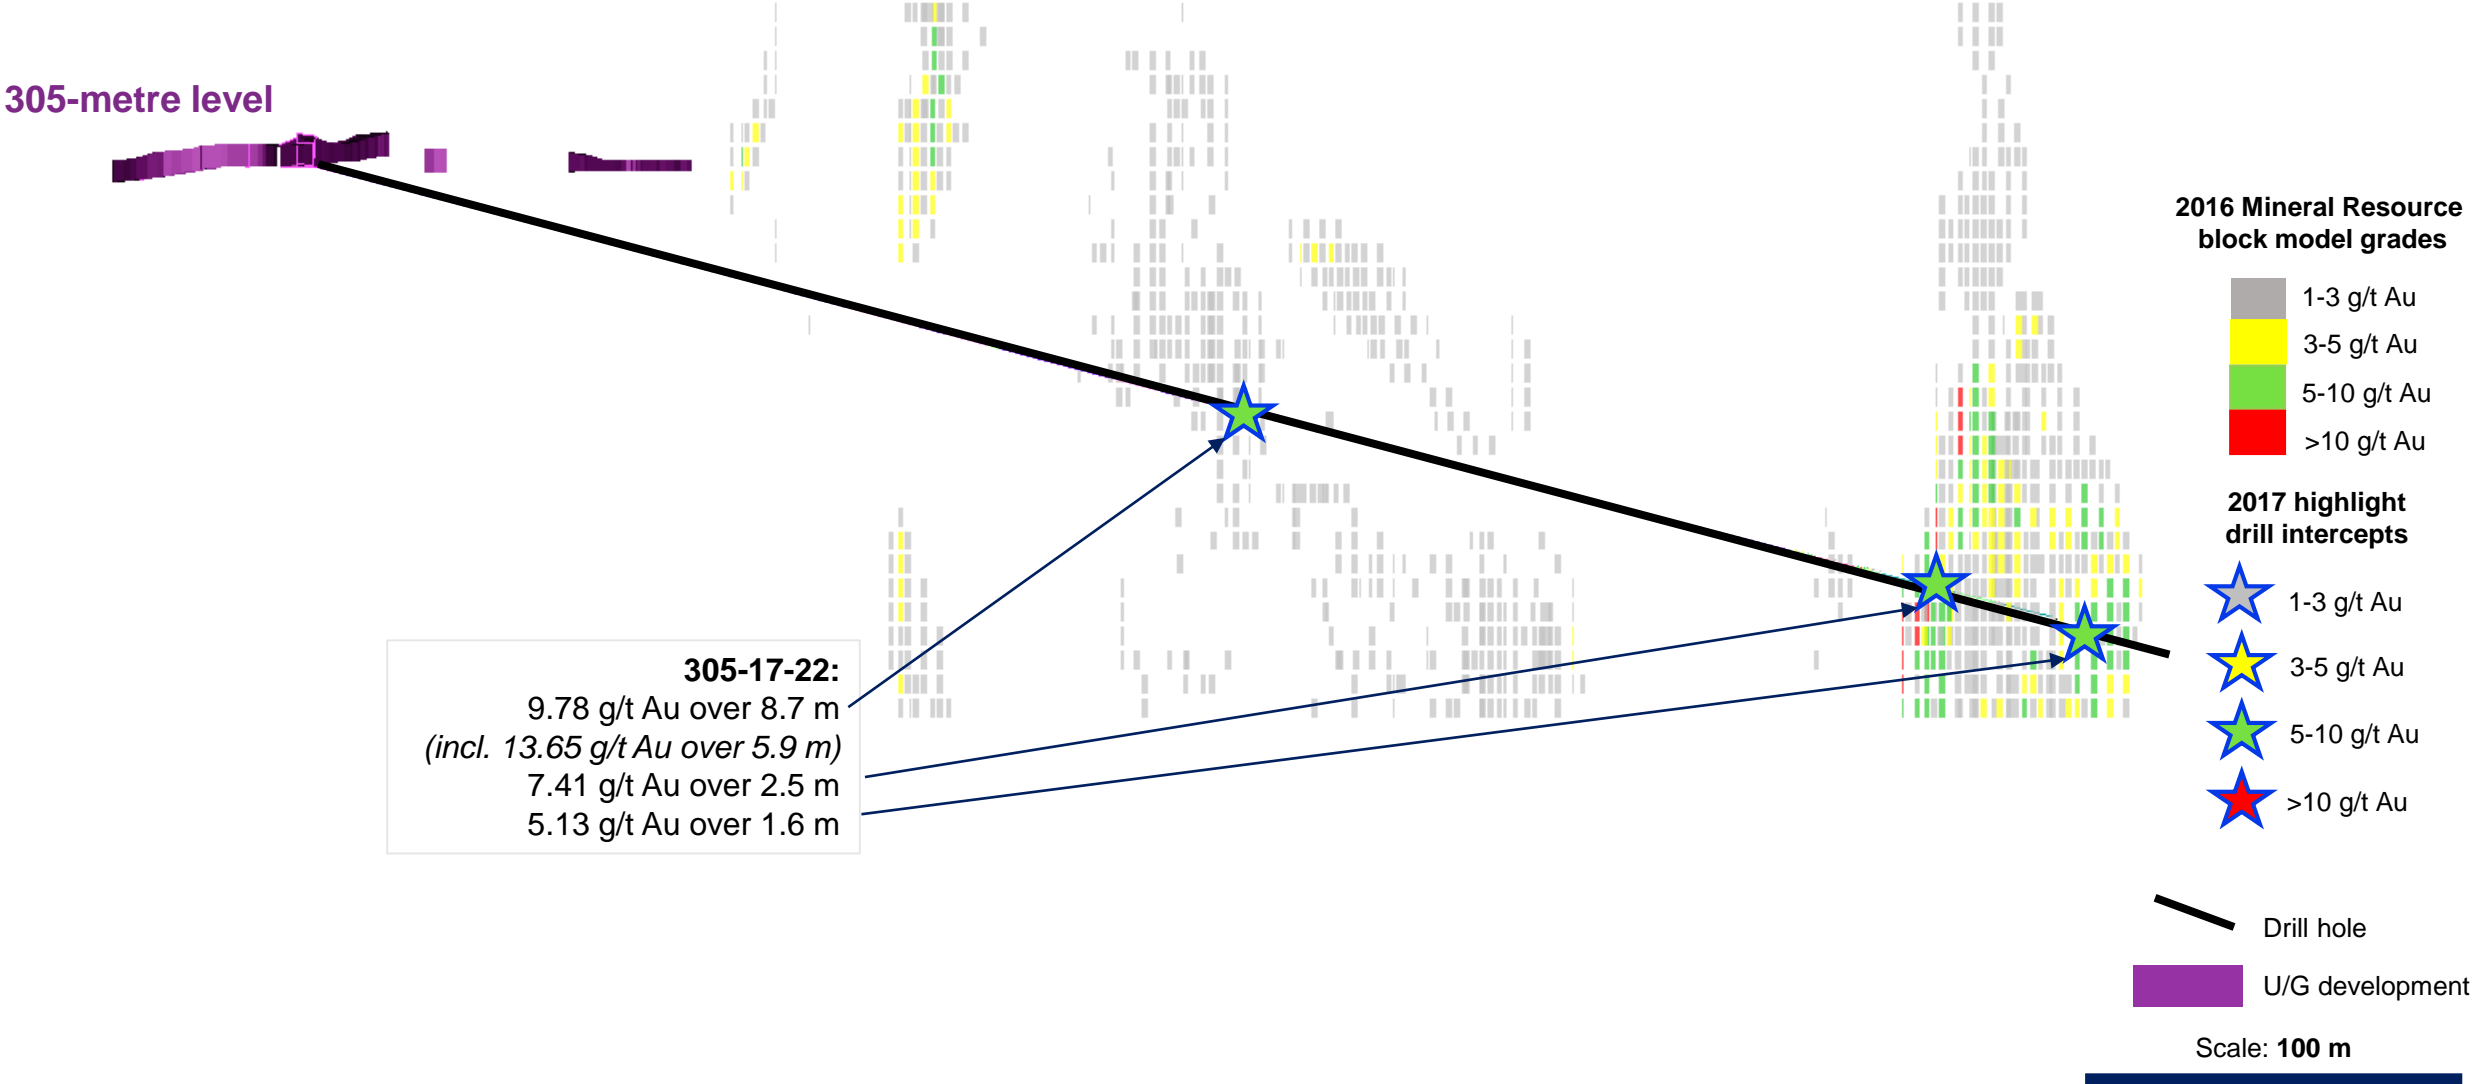 305-metre level
2016 Mineral Resource
block model grades
1-3 g/t Au
3-5 g/t Au
5-10 g/t Au
>10 g/t Au
2017 highlight
drill intercepts
1-3 g/t Au
3-5 g/t Au
5-10 g/t Au
>10 g/t Au
305-17-22:
9.78 g/t Au over 8.7 m
(incl. 13.65 g/t Au over 5.9 m)
7.41 g/t Au over 2.5 m
5.13 g/t Au over 1.6 m
Drill hole
U/G development
Scale: 100 m